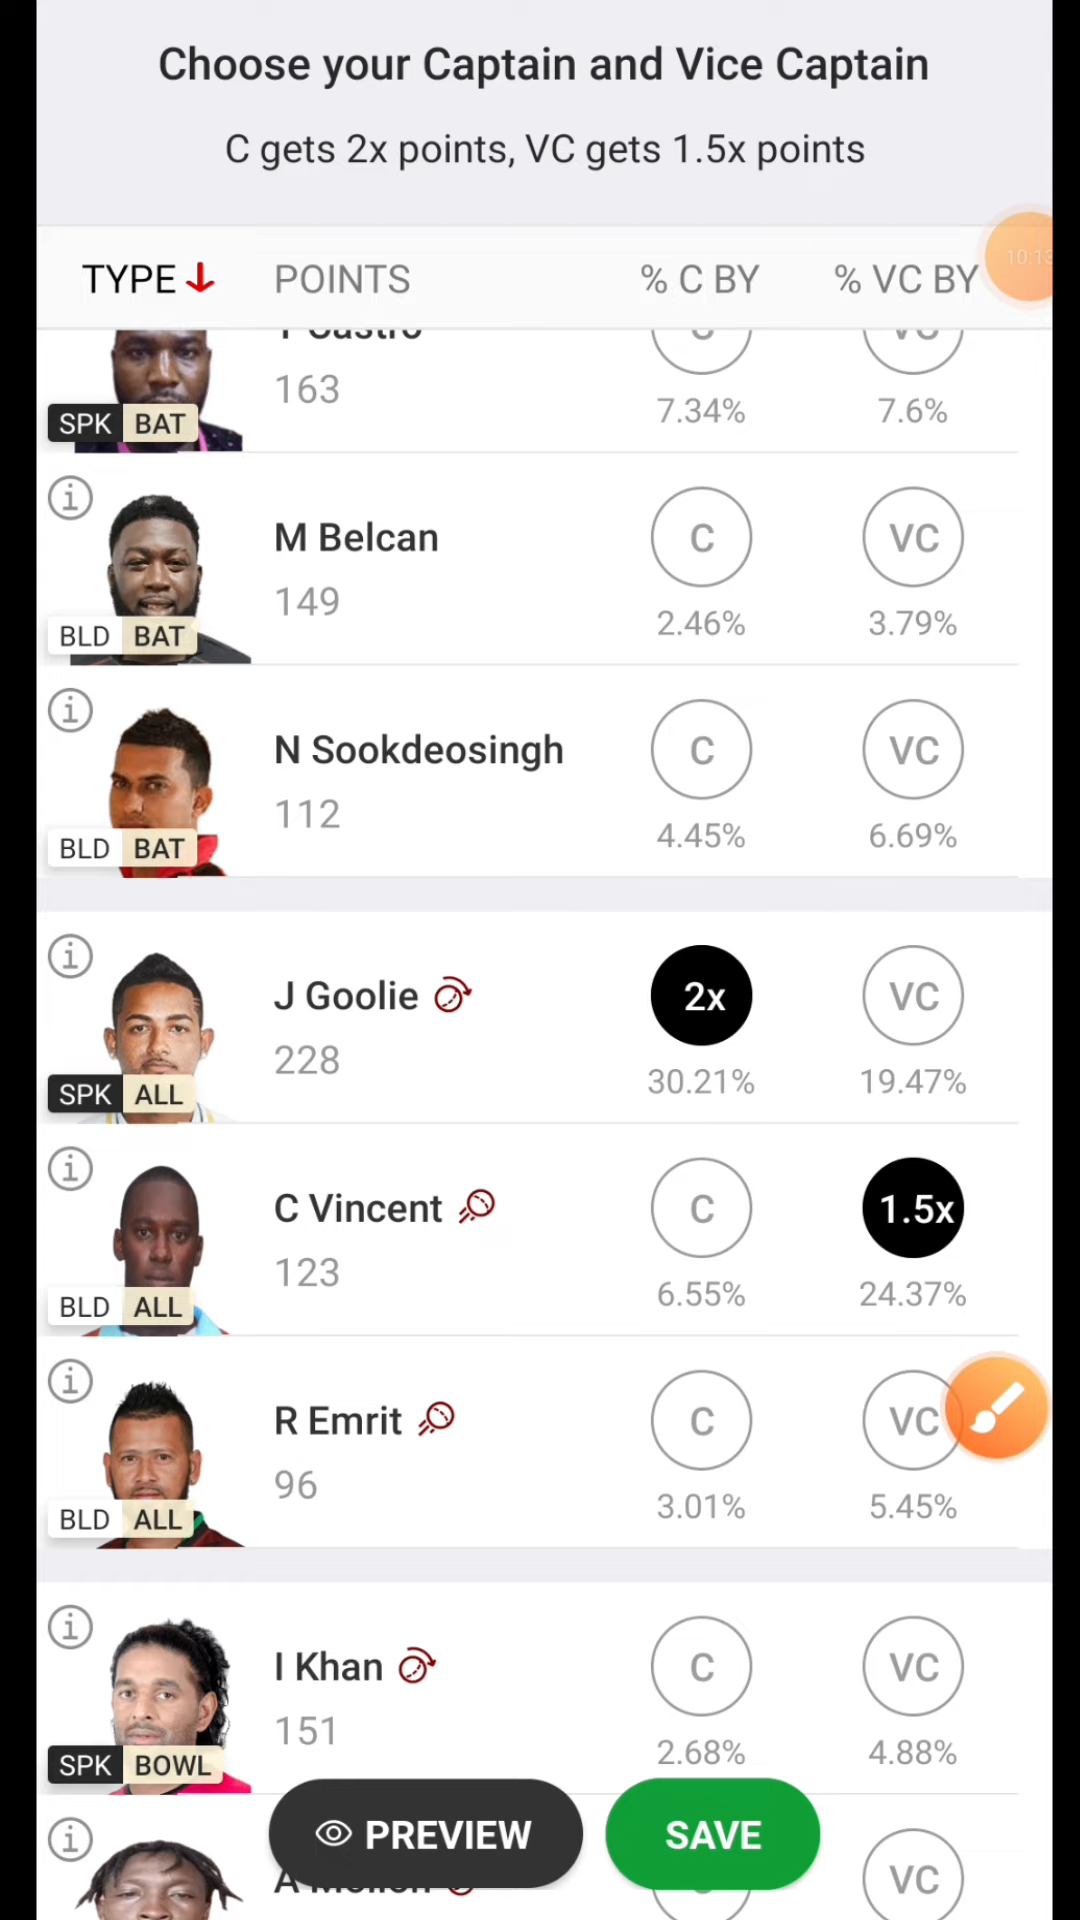 Choose your Captain and Vice Captain
C gets 2x points, VC gets 1.5x points
TYPE POINTS % C BY % VC BY
10:13
Castro C VC
163 7.34% 7.6%
SPK BAT
M Belcan C VC
149 2.46% 3.79%
BLD BAT
N Sookdeosingh C VC
112 4.45% 6.69%
BLD BAT
J Goolie 2x VC
228 30.21% 19.47%
SPK ALL
C Vincent C 1.5x
123 6.55% 24.37%
BLD ALL
R Emrit C VC
96 3.01% 5.45%
BLD ALL
I Khan C VC
151 2.68% 4.88%
SPK BOWL
PREVIEW SAVE
VC